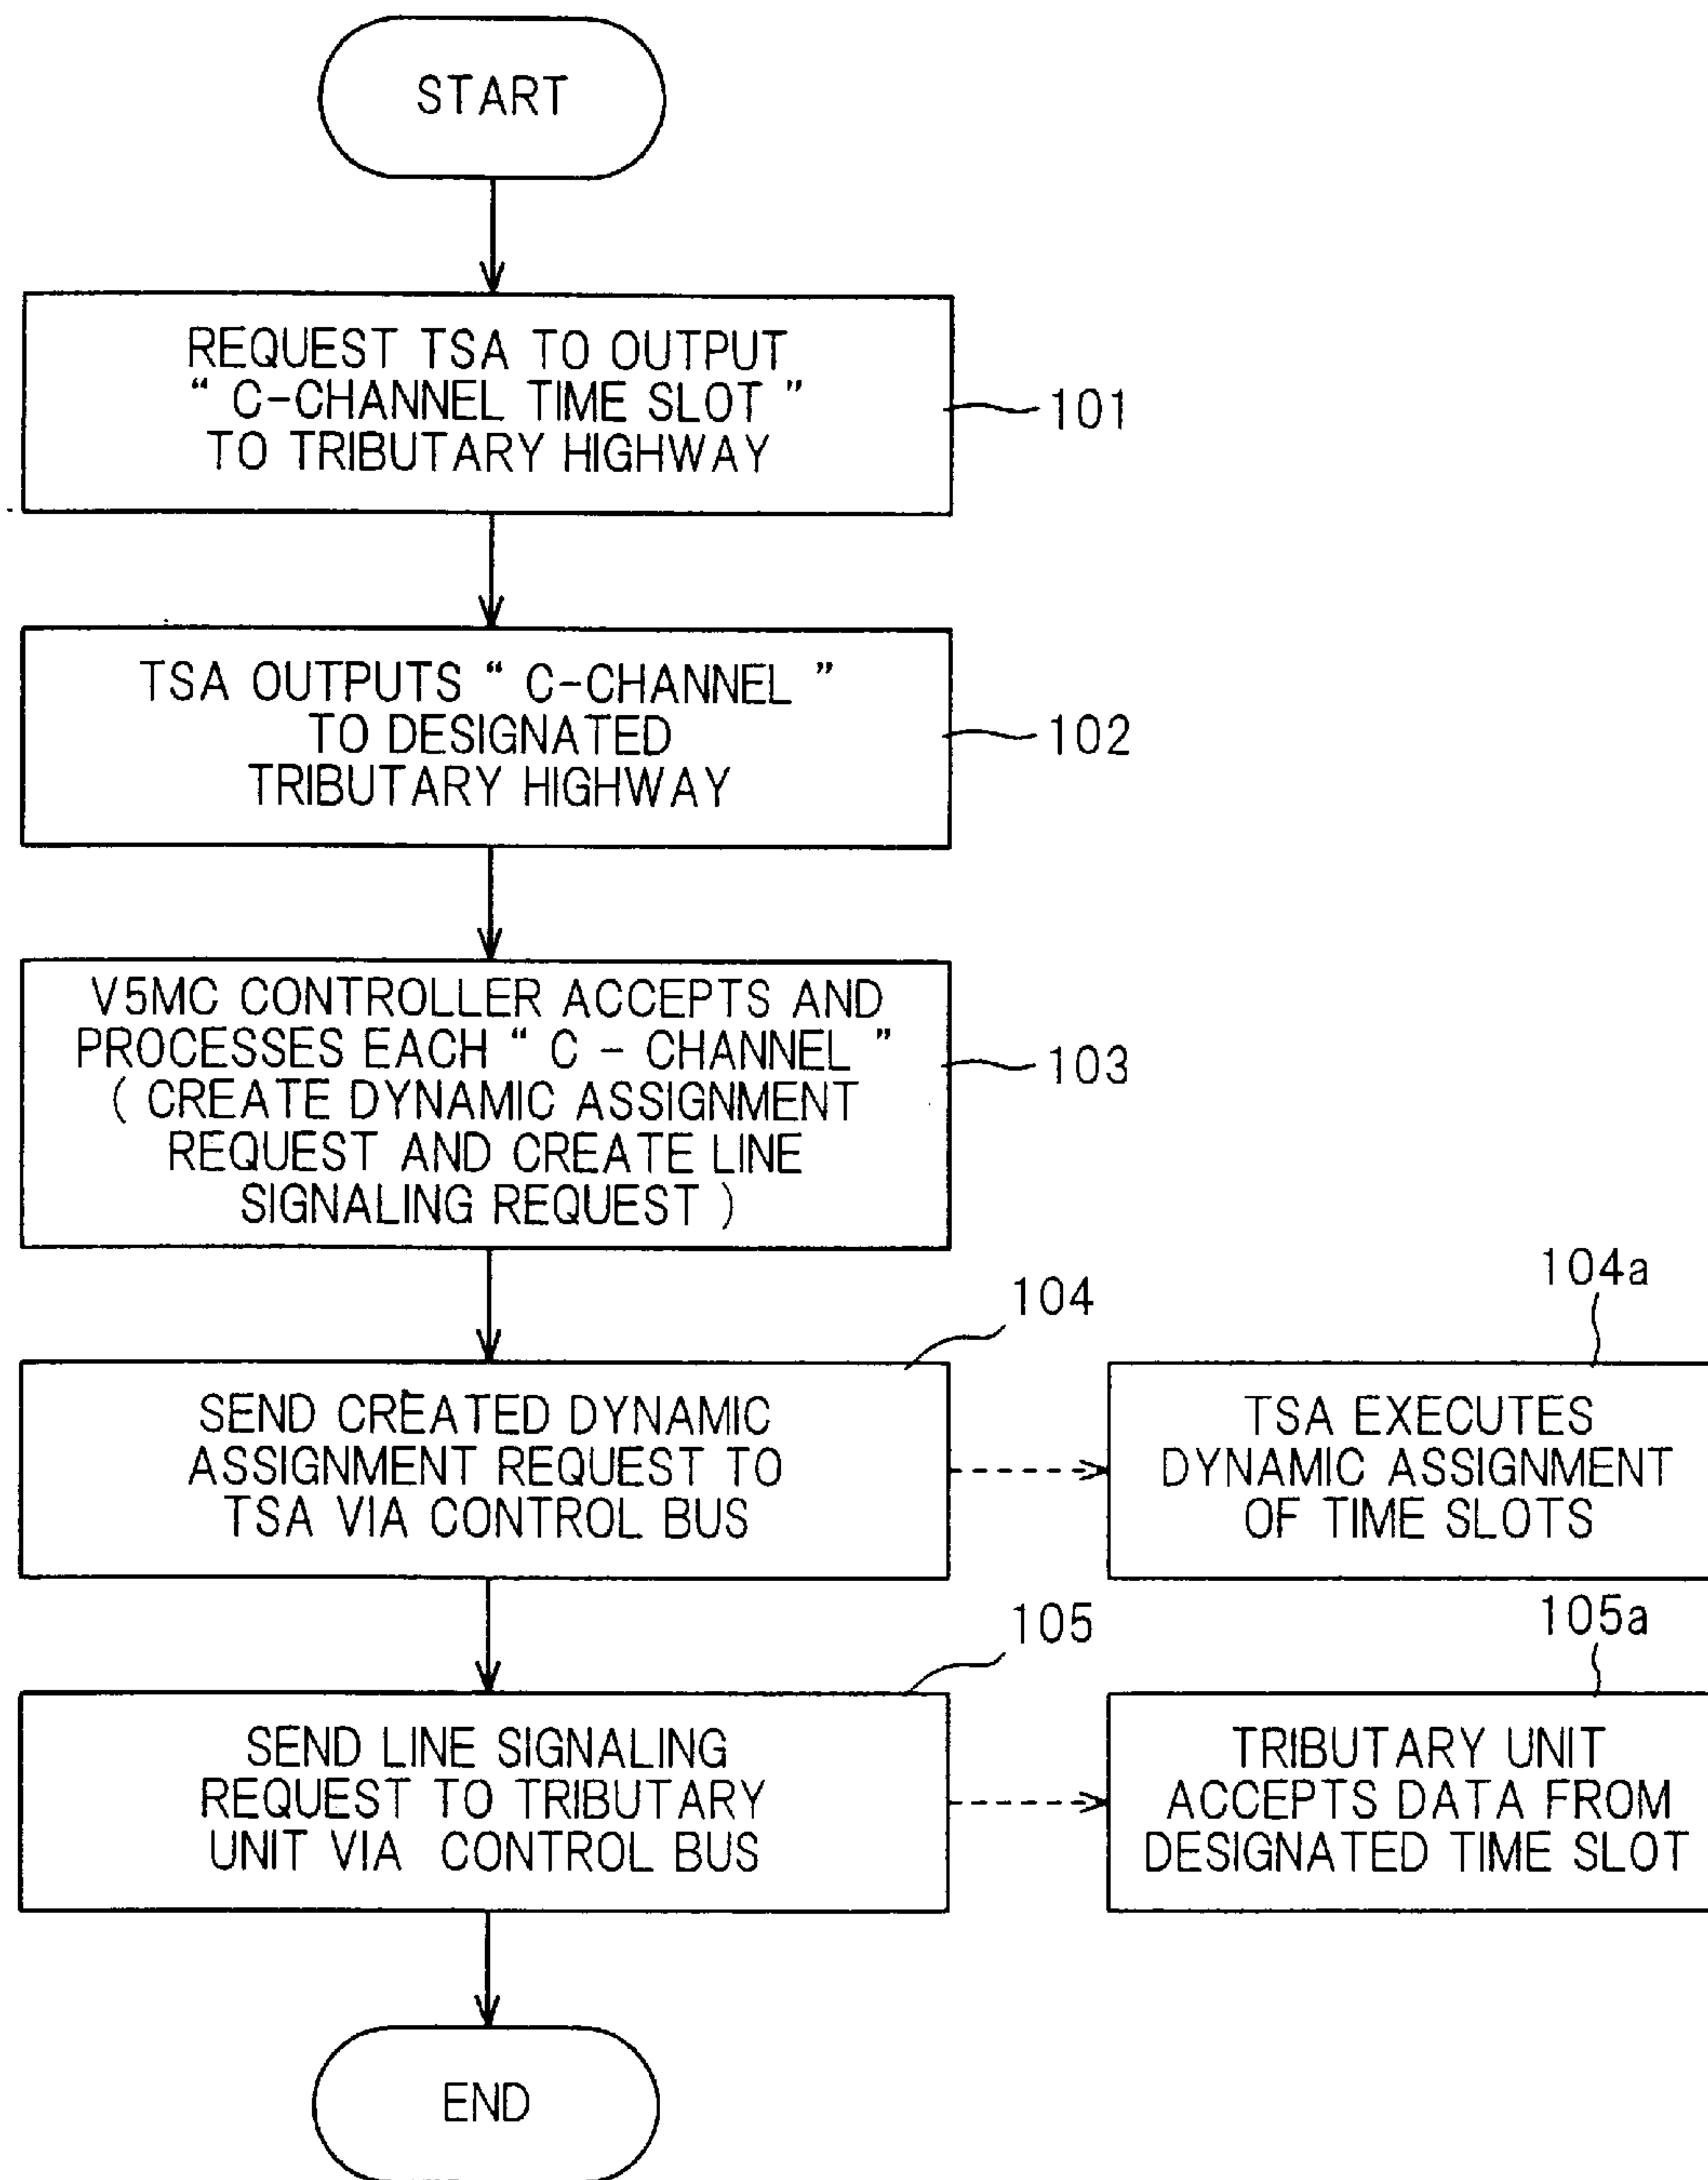 START
REQUEST TSA TO OUTPUT
“ C-CHANNEL TIME SLOT ”
TO TRIBUTARY HIGHWAY
101
TSA OUTPUTS “ C-CHANNEL ”
TO DESIGNATED
TRIBUTARY HIGHWAY
102
V5MC CONTROLLER ACCEPTS AND
PROCESSES EACH “ C - CHANNEL ”
( CREATE DYNAMIC ASSIGNMENT
REQUEST AND CREATE LINE
SIGNALING REQUEST )
103
104
SEND CREATED DYNAMIC
ASSIGNMENT REQUEST TO
TSA VIA CONTROL BUS
104a
TSA EXECUTES
DYNAMIC ASSIGNMENT
OF TIME SLOTS
105
SEND LINE SIGNALING
REQUEST TO TRIBUTARY
UNIT VIA CONTROL BUS
105a
TRIBUTARY UNIT
ACCEPTS DATA FROM
DESIGNATED TIME SLOT
END